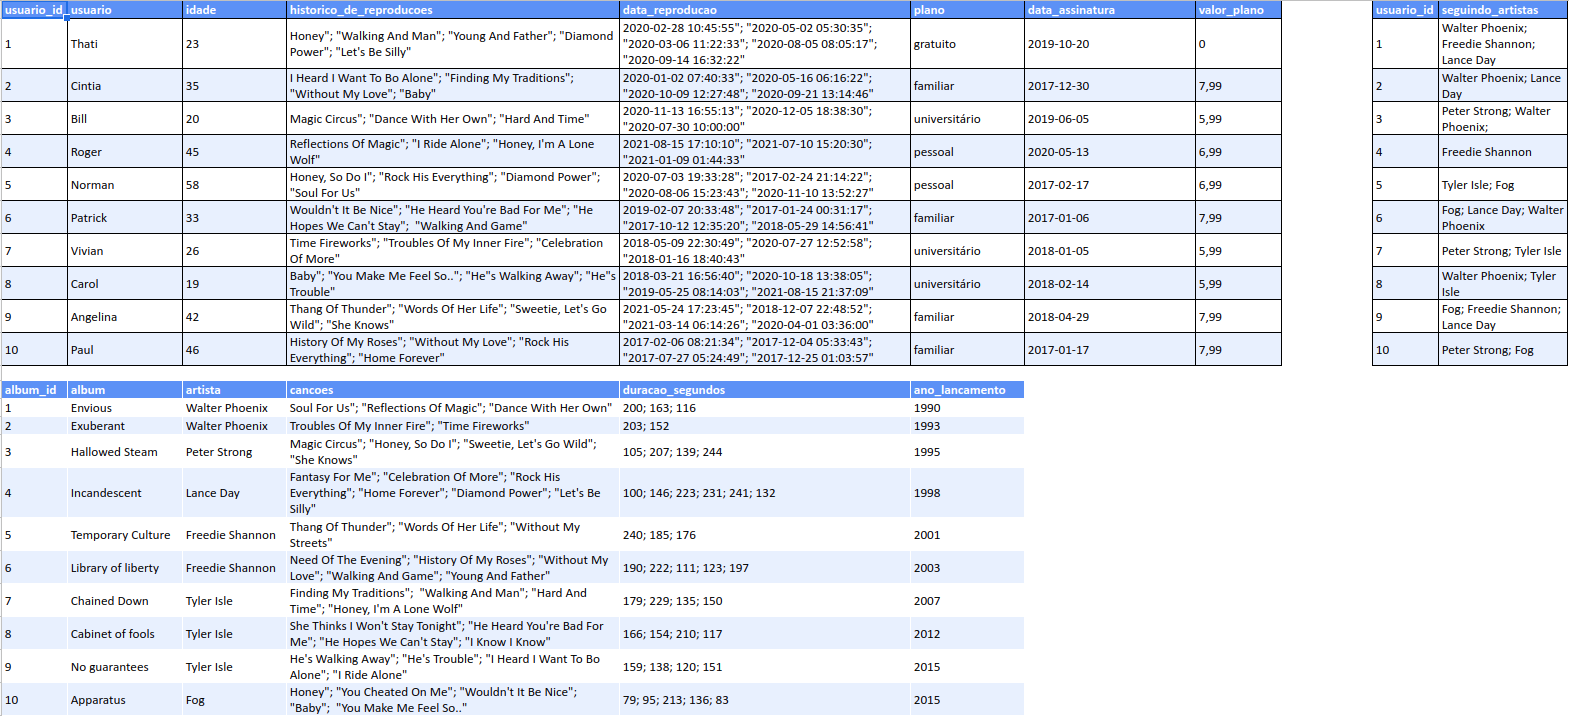 usuario_id usuario idade historico_de_reproducoes data_reproducao plano data_assinatura valor_plano
1 Thati 23 Honey"; "Walking And Man"; "Young And Father"; "Diamond Power"; "Let's Be Silly" "2020-02-28 10:45:55"; "2020-05-02 05:30:35"; "2020-03-06 11:22:33"; "2020-08-05 08:05:17"; "2020-09-14 16:32:22" gratuito 2019-10-20 0
2 Cintia 35 I Heard I Want To Bo Alone"; "Finding My Traditions"; "Without My Love"; "Baby" 2020-01-02 07:40:33"; "2020-05-16 06:16:22"; "2020-10-09 12:27:48"; "2020-09-21 13:14:46" familiar 2017-12-30 7,99
3 Bill 20 Magic Circus"; "Dance With Her Own"; "Hard And Time" 2020-11-13 16:55:13"; "2020-12-05 18:38:30"; "2020-07-30 10:00:00" universitário 2019-06-05 5,99
4 Roger 45 Reflections Of Magic"; "I Ride Alone"; "Honey, I'm A Lone Wolf" 2021-08-15 17:10:10"; "2021-07-10 15:20:30"; "2021-01-09 01:44:33" pessoal 2020-05-13 6,99
5 Norman 58 Honey, So Do I"; "Rock His Everything"; "Diamond Power"; "Soul For Us" 2020-07-03 19:33:28"; "2017-02-24 21:14:22"; "2020-08-06 15:23:43"; "2020-11-10 13:52:27" pessoal 2017-02-17 6,99
6 Patrick 33 Wouldn't It Be Nice"; "He Heard You're Bad For Me"; "He Hopes We Can't Stay";  "Walking And Game" 2019-02-07 20:33:48"; "2017-01-24 00:31:17"; "2017-10-12 12:35:20"; "2018-05-29 14:56:41" familiar 2017-01-06 7,99
7 Vivian 26 Time Fireworks"; "Troubles Of My Inner Fire"; "Celebration Of More" 2018-05-09 22:30:49"; "2020-07-27 12:52:58"; "2018-01-16 18:40:43" universitário 2018-01-05 5,99
8 Carol 19 Baby"; "You Make Me Feel So.."; "He"s Walking Away"; "He"s Trouble" 2018-03-21 16:56:40"; "2020-10-18 13:38:05"; "2019-05-25 08:14:03"; "2021-08-15 21:37:09" universitário 2018-02-14 5,99
9 Angelina 42 Thang Of Thunder"; "Words Of Her Life"; "Sweetie, Let's Go Wild"; "She Knows" 2021-05-24 17:23:45"; "2018-12-07 22:48:52"; "2021-03-14 06:14:26"; "2020-04-01 03:36:00" familiar 2018-04-29 7,99
10 Paul 46 History Of My Roses"; "Without My Love"; "Rock His Everything"; "Home Forever" 2017-02-06 08:21:34"; "2017-12-04 05:33:43"; "2017-07-27 05:24:49"; "2017-12-25 01:03:57" familiar 2017-01-17 7,99
usuario_id seguindo_artistas
1 Walter Phoenix; Freedie Shannon; Lance Day
2 Walter Phoenix; Lance Day
3 Peter Strong; Walter Phoenix;
4 Freedie Shannon
5 Tyler Isle; Fog
6 Fog; Lance Day; Walter Phoenix
7 Peter Strong; Tyler Isle
8 Walter Phoenix; Tyler Isle
9 Fog; Freedie Shannon; Lance Day
10 Peter Strong; Fog
album_id album artista cancoes duracao_segundos ano_lancamento
1 Envious Walter Phoenix Soul For Us"; "Reflections Of Magic"; "Dance With Her Own" 200; 163; 116 1990
2 Exuberant Walter Phoenix Troubles Of My Inner Fire"; "Time Fireworks" 203; 152 1993
3 Hallowed Steam Peter Strong Magic Circus"; "Honey, So Do I"; "Sweetie, Let's Go Wild"; "She Knows" 105; 207; 139; 244 1995
4 Incandescent Lance Day Fantasy For Me"; "Celebration Of More"; "Rock His Everything"; "Home Forever"; "Diamond Power"; "Let's Be Silly" 100; 146; 223; 231; 241; 132 1998
5 Temporary Culture Freedie Shannon Thang Of Thunder"; "Words Of Her Life"; "Without My Streets" 240; 185; 176 2001
6 Library of liberty Freedie Shannon Need Of The Evening"; "History Of My Roses"; "Without My Love"; "Walking And Game"; "Young And Father" 190; 222; 111; 123; 197 2003
7 Chained Down Tyler Isle Finding My Traditions";  "Walking And Man"; "Hard And Time"; "Honey, I'm A Lone Wolf" 179; 229; 135; 150 2007
8 Cabinet of fools Tyler Isle She Thinks I Won't Stay Tonight"; "He Heard You're Bad For Me"; "He Hopes We Can't Stay"; "I Know I Know" 166; 154; 210; 117 2012
9 No guarantees Tyler Isle He's Walking Away"; "He's Trouble"; "I Heard I Want To Bo Alone"; "I Ride Alone" 159; 138; 120; 151 2015
10 Apparatus Fog Honey"; "You Cheated On Me"; "Wouldn't It Be Nice"; "Baby";  "You Make Me Feel So.." 79; 95; 213; 136; 83 2015